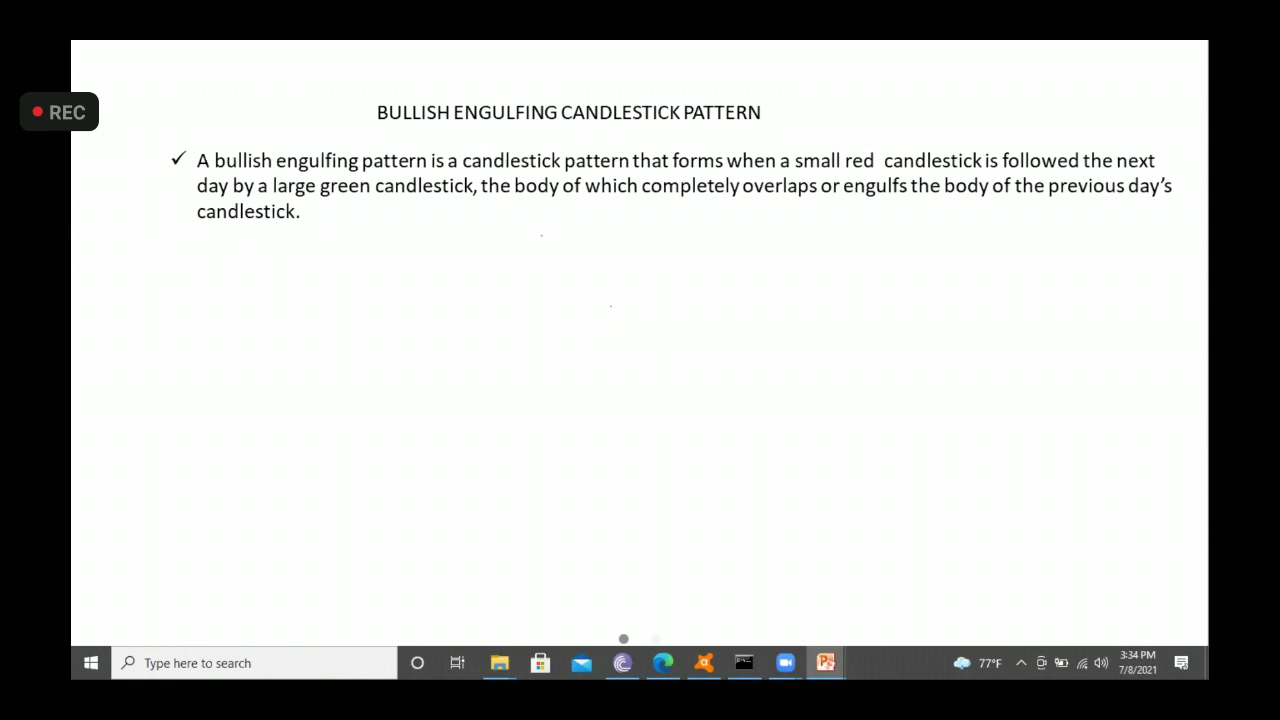 REC
BULLISH ENGULFING CANDLESTICK PATTERN
✓ A bullish engulfing pattern is a candlestick pattern that forms when a small red candlestick is followed the next
day by a large green candlestick, the body of which completely overlaps or engulfs the body of the previous day’s
candlestick.
Type here to search
77°F
3:34 PM
7/8/2021